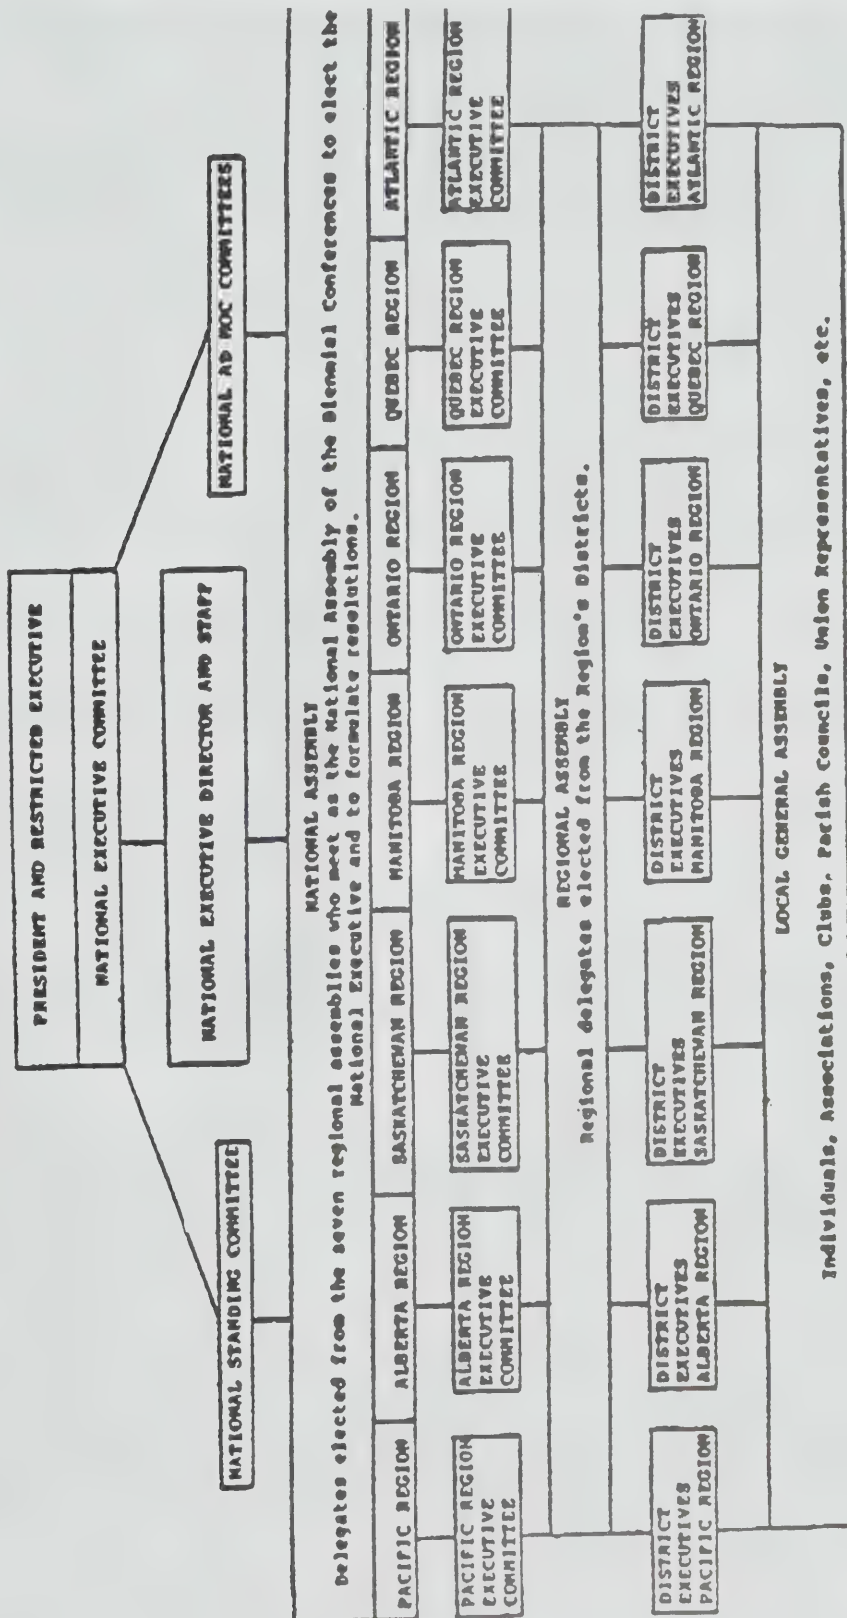 PRESIDENT AND RESTRICTED EXECUTIVE
NATIONAL EXECUTIVE COMMITTEE
NATIONAL EXECUTIVE DIRECTOR AND STAFF
NATIONAL STANDING COMMITTEE
NATIONAL AD HOC COMMITTEES
NATIONAL ASSEMBLY
Delegates elected from the seven regional assemblies who meet as the National Assembly of the Biennial Conferences to elect the
National Executive and to formulate resolutions.
PACIFIC REGION
ALBERTA REGION
SASKATCHEWAN REGION
MANITOBA REGION
ONTARIO REGION
QUEBEC REGION
ATLANTIC REGION
PACIFIC REGION
EXECUTIVE
COMMITTEE
ALBERTA REGION
EXECUTIVE
COMMITTEE
SASKATCHEWAN REGION
EXECUTIVE
COMMITTEE
MANITOBA REGION
EXECUTIVE
COMMITTEE
ONTARIO REGION
EXECUTIVE
COMMITTEE
QUEBEC REGION
EXECUTIVE
COMMITTEE
ATLANTIC REGION
EXECUTIVE
COMMITTEE
REGIONAL ASSEMBLY
Regional delegates elected from the Region's Districts.
DISTRICT
EXECUTIVES
PACIFIC REGION
DISTRICT
EXECUTIVES
ALBERTA REGION
DISTRICT
EXECUTIVES
SASKATCHEWAN REGION
DISTRICT
EXECUTIVES
MANITOBA REGION
DISTRICT
EXECUTIVES
ONTARIO REGION
DISTRICT
EXECUTIVES
QUEBEC REGION
DISTRICT
EXECUTIVES
ATLANTIC REGION
LOCAL GENERAL ASSEMBLY
Individuals, Associations, Clubs, Parish Councils, Union Representatives, etc.